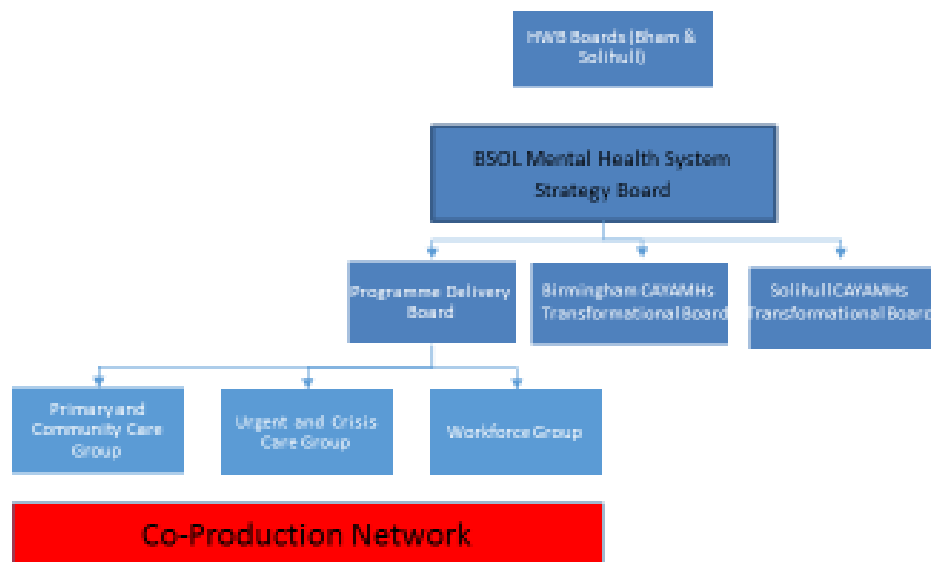 HWB Boards (Bham &
Solihull)
BSOL Mental Health System
Strategy Board
Programme Delivery
Board
Birmingham CAYAMHs
Transformational Board
Solihull CAYAMHs
Transformational Board
Primary and
Community Care
Group
Urgent and Crisis
Care Group
Workforce Group
Co-Production Network